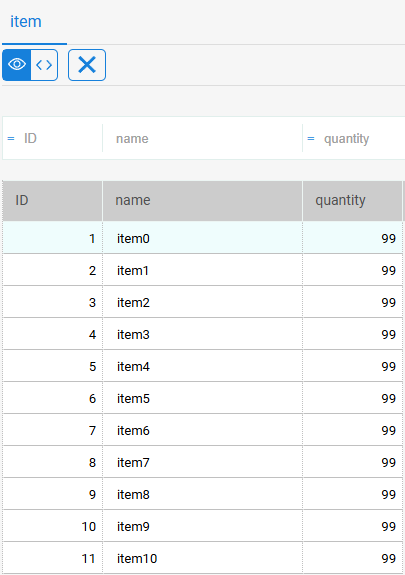 item
= ID name = quantity
ID name quantity
1 item0 99
2 item1 99
3 item2 99
4 item3 99
5 item4 99
6 item5 99
7 item6 99
8 item7 99
9 item8 99
10 item9 99
11 item10 99